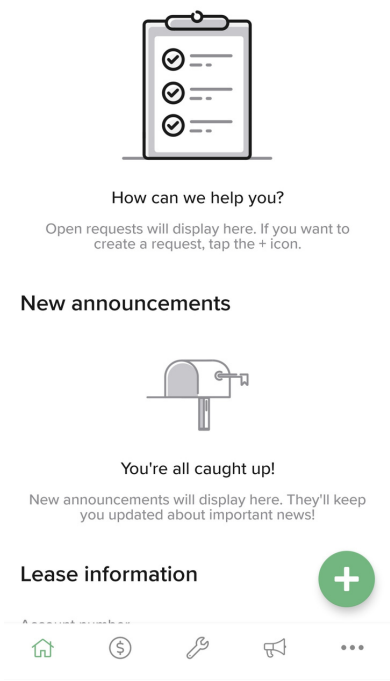 How can we help you?
Open requests will display here. If you want to
create a request, tap the + icon.
New announcements
You're all caught up!
New announcements will display here. They'll keep
you updated about important news!
Lease information
Account number